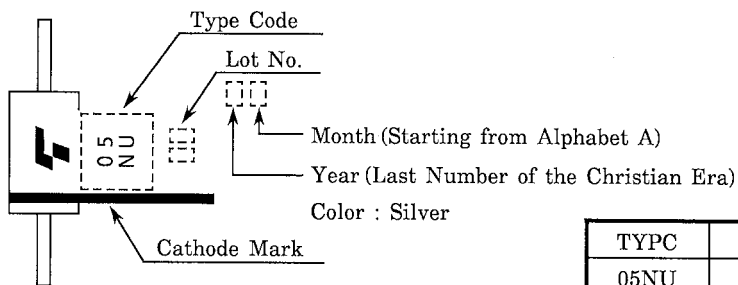 Type Code
Lot No.
05
NU
Month (Starting from Alphabet A)
Year (Last Number of the Christian Era)
Color : Silver
Cathode Mark
TYPC
05NU